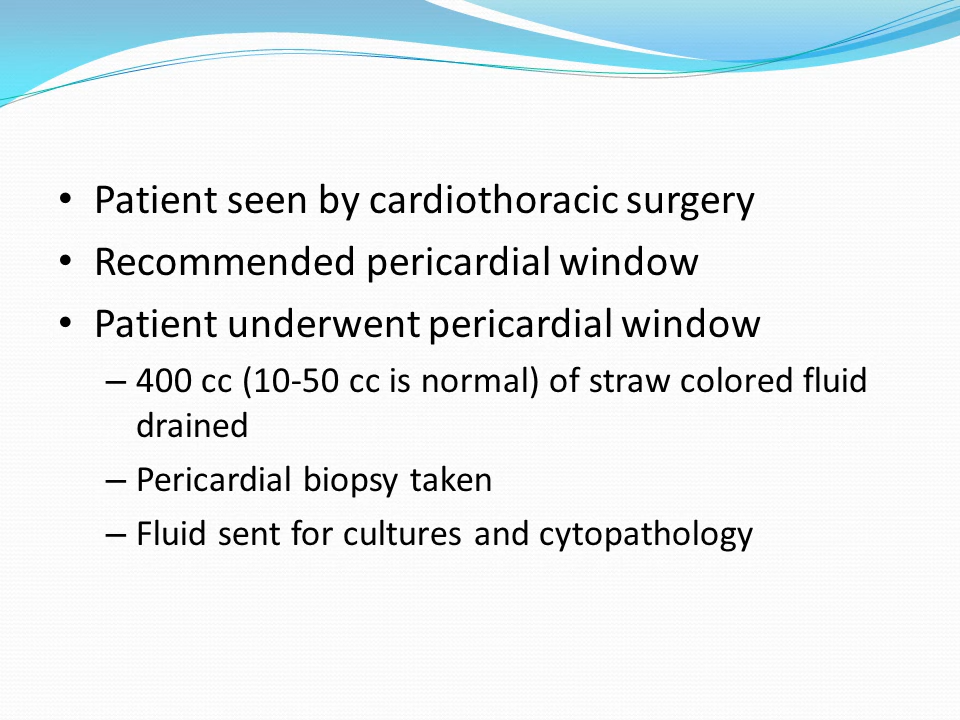 • Patient seen by cardiothoracic surgery
• Recommended pericardial window
• Patient underwent pericardial window
– 400 cc (10-50 cc is normal) of straw colored fluid
drained
– Pericardial biopsy taken
– Fluid sent for cultures and cytopathology